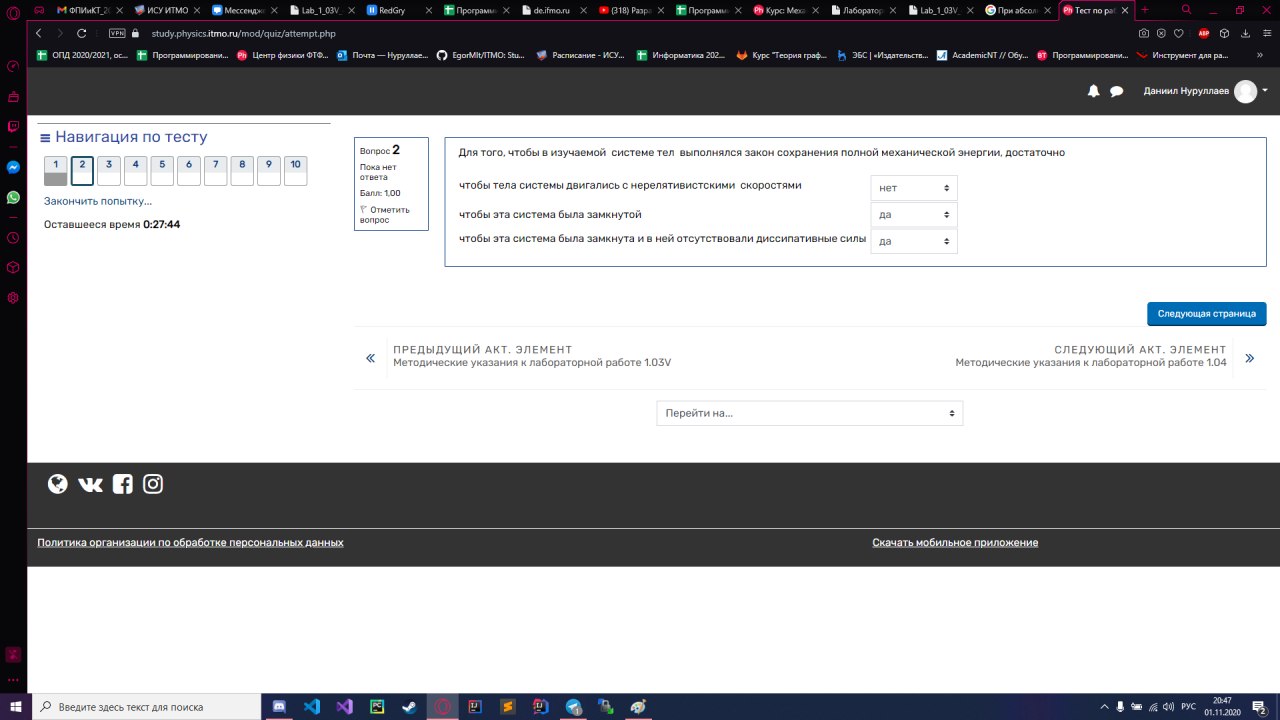 ФПИиКТ_2(
ИСУ ИТМО
Мессендж
Lab_1_03V
RedGry
Программ
de.ifmo.ru
(318) Разр
Программ
Курс: Мех
Лаборатор
Lab_1_03V_
При абсол
Тест по раб
VPN
study.physics.itmo.ru/mod/quiz/attempt.php
ABP
ОПД 2020/2021, ос...
Программировани...
Центр физики ФТФ...
Почта — Нуруллае...
EgorMIt/ITMO: Stu...
Расписание - ИСУ...
Информатика 202...
Курс "Теория граф...
ЭБС | «Издательств...
AcademicNT // Обу...
Программировани...
Инструмент для ра...
Даниил Нуруллаев
Навигация по тесту
1 2 3 4 5 6 7 8 9 10
Закончить попытку...
Оставшееся время 0:27:44
Вопрос 2
Пока нет
ответа
Балл: 1,00
Отметить
вопрос
Для того, чтобы в изучаемой системе тел выполнялся закон сохранения полной механической энергии, достаточно
чтобы тела системы двигались с нерелятивистскими скоростями нет
чтобы эта система была замкнутой да
чтобы эта система была замкнута и в ней отсутствовали диссипативные силы да
Следующая страница
ПРЕДЫДУЩИЙ АКТ. ЭЛЕМЕНТ
Методические указания к лабораторной работе 1.03V
СЛЕДУЮЩИЙ АКТ. ЭЛЕМЕНТ
Методические указания к лабораторной работе 1.04
Перейти на...
Политика организации по обработке персональных данных
Скачать мобильное приложение
Введите здесь текст для поиска
РУС
20:47
01.11.2020
2